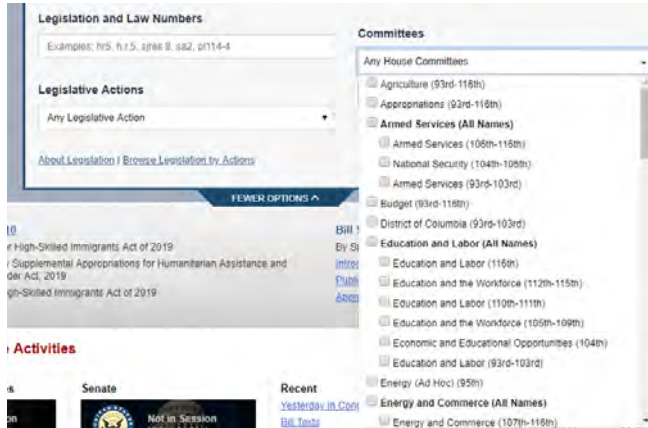 Legislation and Law Numbers
Examples: hr5, h.r.5, sjres 8, sa2, pl114-4
Legislative Actions
Any Legislative Action
About Legislation | Browse Legislation by Actions
FEWER OPTIONS
Committees
Any House Committees
Agriculture (93rd-116th)
Appropriations (93rd-116th)
Armed Services (All Names)
Armed Services (106th-116th)
National Security (104th-105th)
Armed Services (93rd-103rd)
Budget (93rd-116th)
District of Columbia (93rd-103rd)
Education and Labor (All Names)
Education and Labor (116th)
Education and the Workforce (112th-115th)
Education and Labor (110th-111th)
Education and the Workforce (105th-109th)
Economic and Educational Opportunities (104th)
Education and Labor (93rd-103rd)
Energy (Ad Hoc) (95th)
Energy and Commerce (All Names)
Energy and Commerce (107th-116th)
10
r High-Skilled Immigrants Act of 2019
Supplemental Appropriations for Humanitarian Assistance and
der Act, 2019
gh-Skilled Immigrants Act of 2019
Bill
By S
Introd
Publi
Activities
Senate
Not in Session
Recent
Yesterday in Cong
Bill Texts